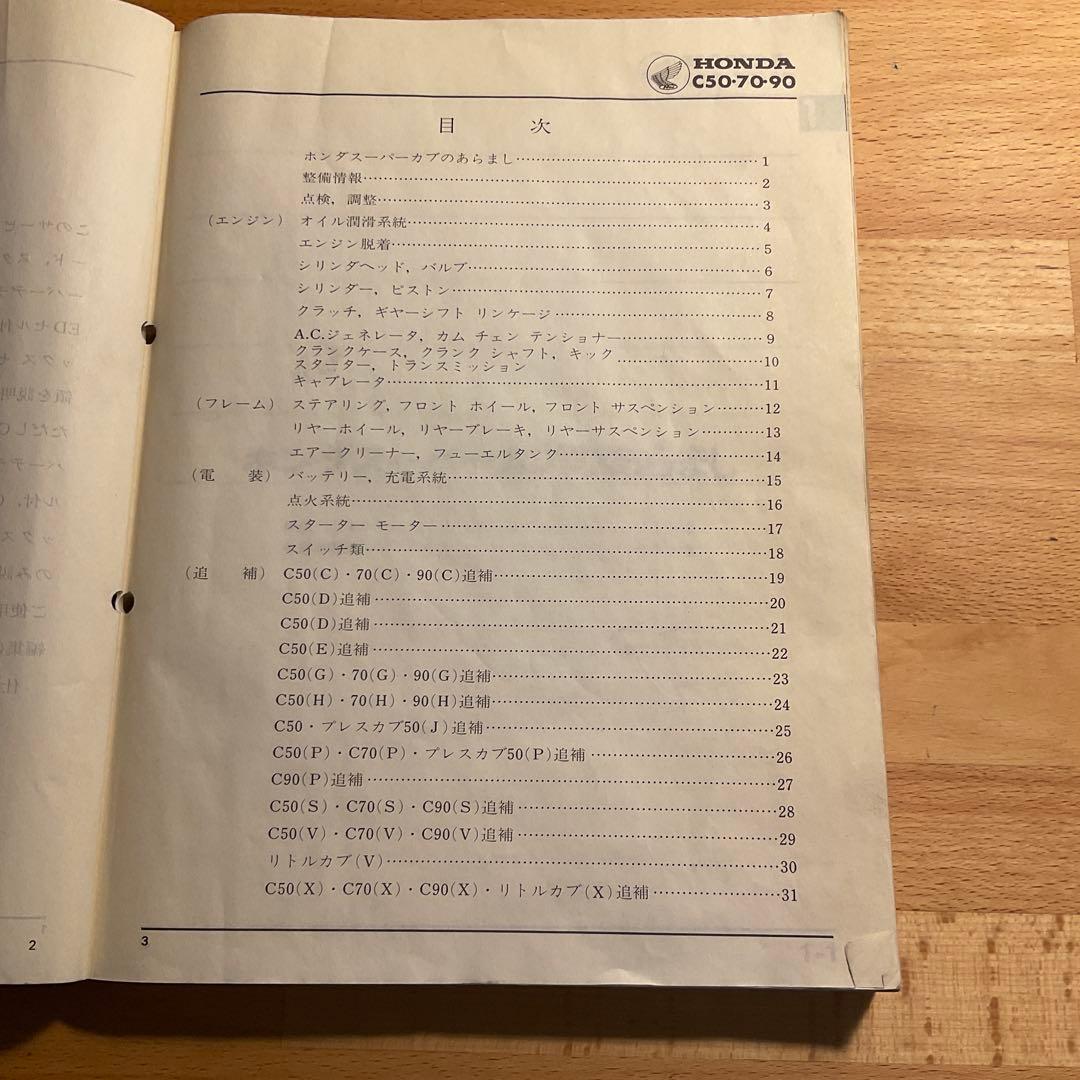 HONDA
C50·70·90
目 次
ホンダスーパーカブのあらまし……1
整備情報……2
点検，調整……3
(エンジン) オイル潤滑系統……4
エンジン脱着……5
シリンダヘッド，バルブ……6
シリンダー，ピストン……7
クラッチ，ギヤーシフト リンケージ……8
A.C.ジェネレータ，カム チェン テンショナー……9
クランクケース，クランク シャフト，キック
スターター，トランスミッション……10
キャブレータ……11
(フレーム) ステアリング，フロント ホイール，フロント サスペンション……12
リヤーホイール，リヤーブレーキ，リヤーサスペンション……13
エアークリーナー，フューエルタンク……14
(電 装) バッテリー，充電系統……15
点火系統……16
スターター モーター……17
スイッチ類……18
(追 補) C50(C)・70(C)・90(C)追補……19
C50(D)追補……20
C50(D)追補……21
C50(E)追補……22
C50(G)・70(G)・90(G)追補……23
C50(H)・70(H)・90(H)追補……24
C50・プレスカブ50(J)追補……25
C50(P)・C70(P)・プレスカブ50(P)追補……26
C90(P)追補……27
C50(S)・C70(S)・C90(S)追補……28
C50(V)・C70(V)・C90(V)追補……29
リトルカブ(V)……30
C50(X)・C70(X)・C90(X)・リトルカブ(X)追補……31
2
3